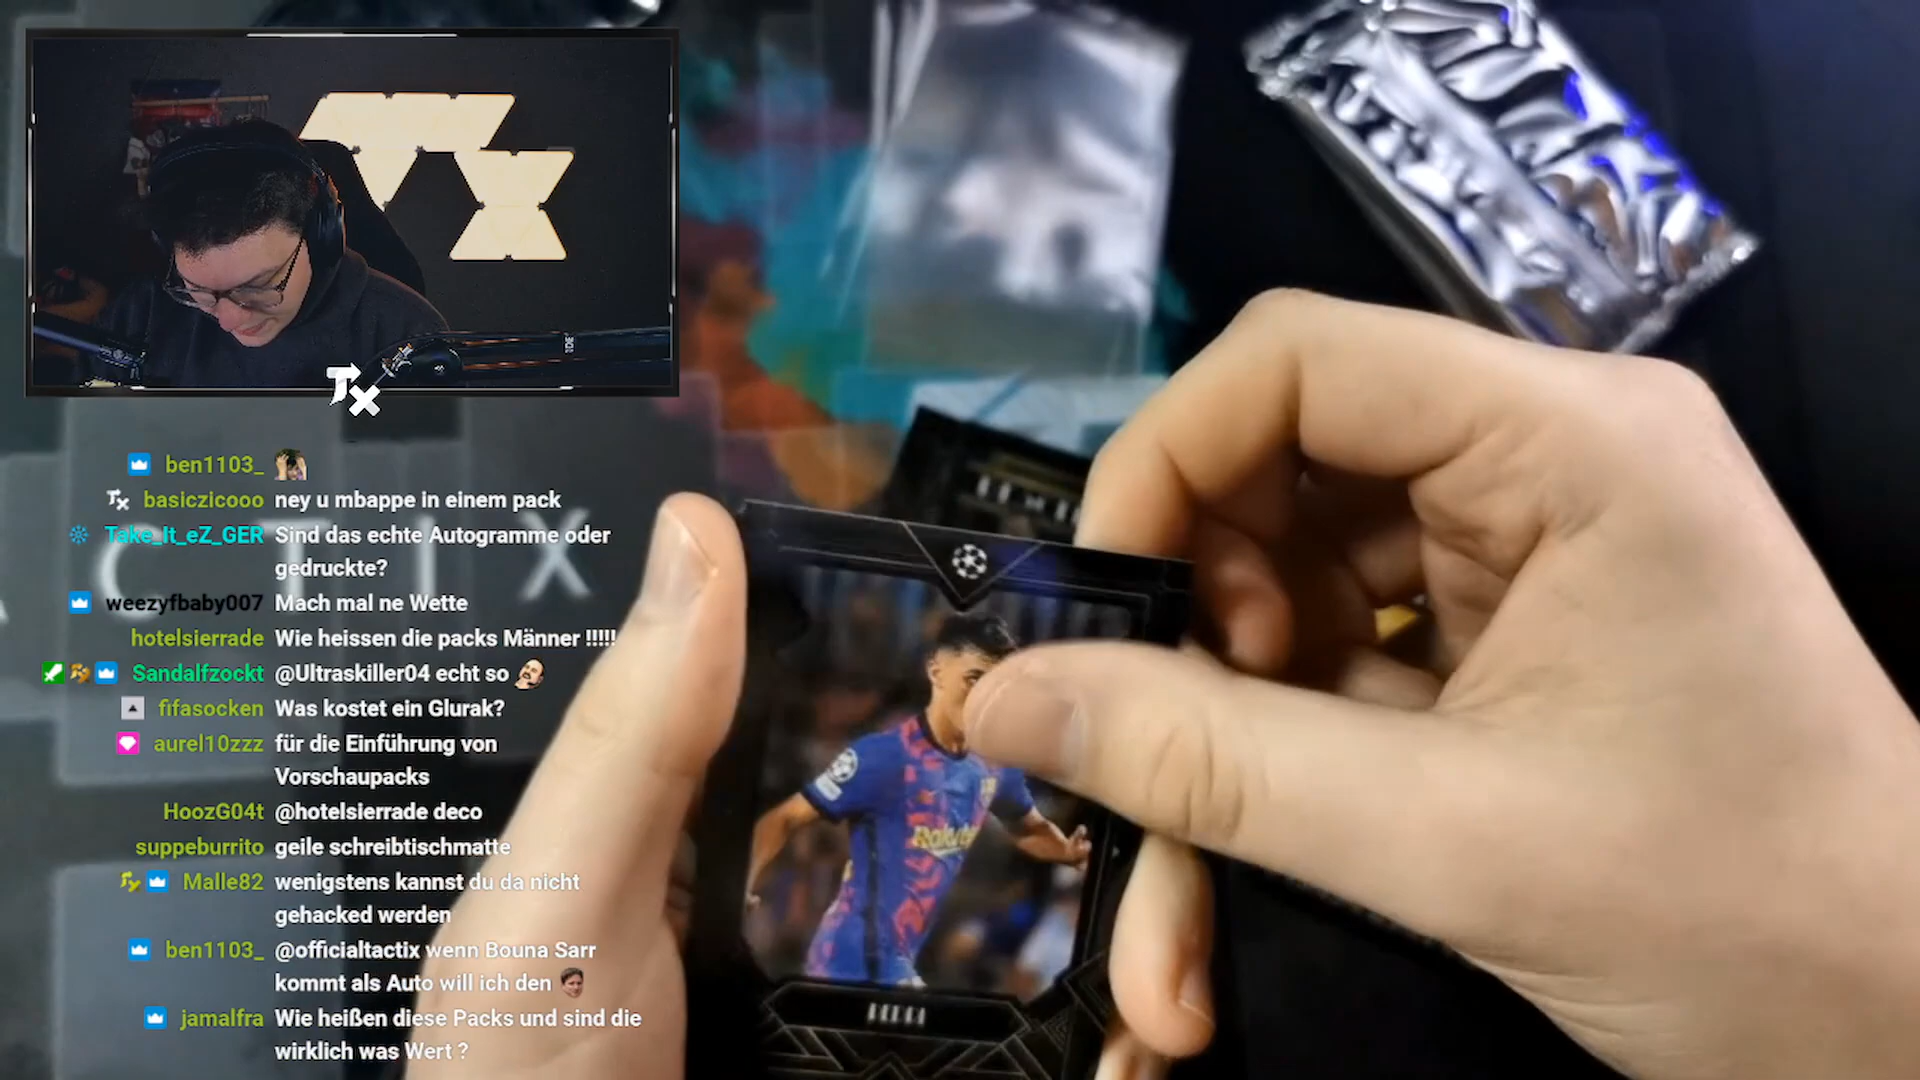 ben1103_
basiczicooo ney u mbappe in einem pack
Take_It_eZ_GER Sind das echte Autogramme oder
gedruckte?
weezyfbaby007 Mach mal ne Wette
hotelsierrade Wie heissen die packs Männer !!!!!
Sandalfzockt @Ultraskiller04 echt so
fifasocken Was kostet ein Glurak?
aurel10zzz für die Einführung von
Vorschaupacks
HoozG04t @hotelsierrade deco
suppeburrito geile schreibtischmatte
Malle82 wenigstens kannst du da nicht
gehacked werden
ben1103_ @officialtactix wenn Bouna Sarr
kommt als Auto will ich den
jamalfra Wie heißen diese Packs und sind die
wirklich was Wert ?
Rakuten
PEDRI